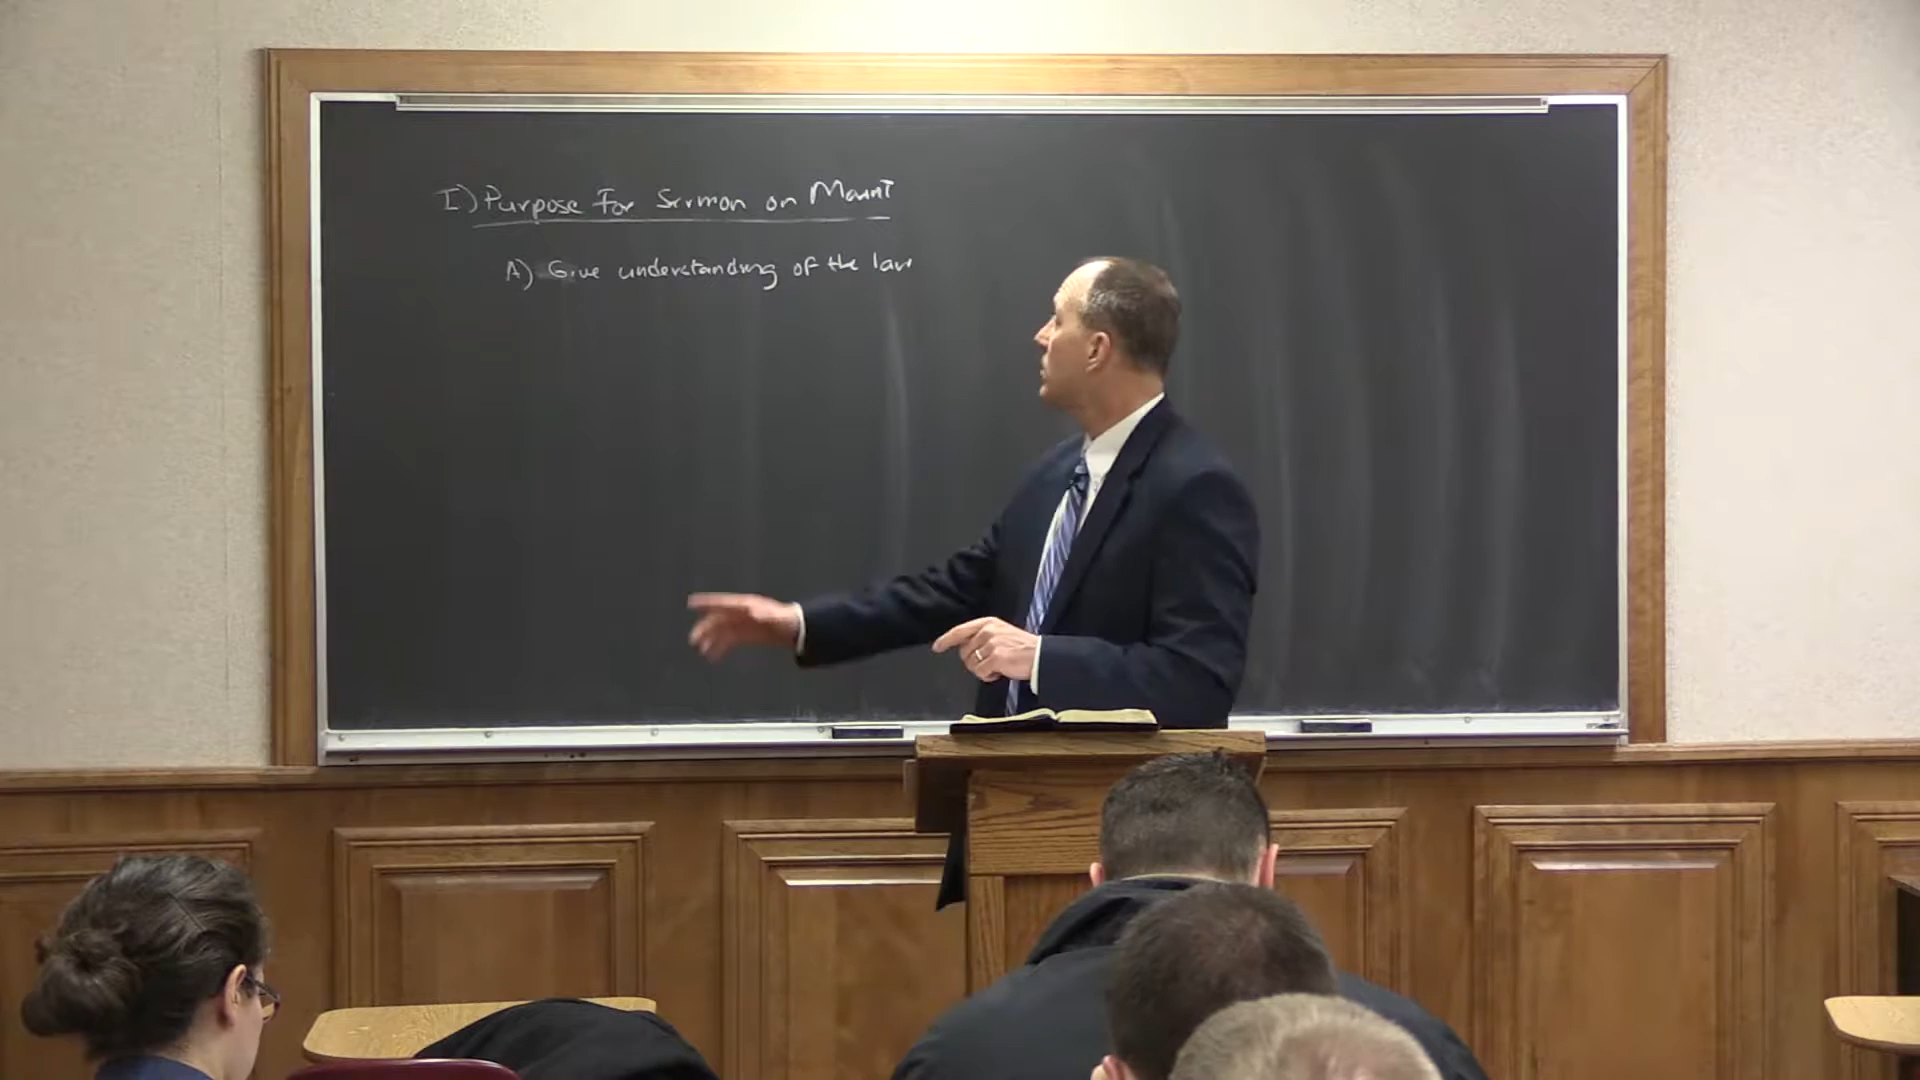 I) Purpose For Sermon on Mount
A) Give understanding of the law